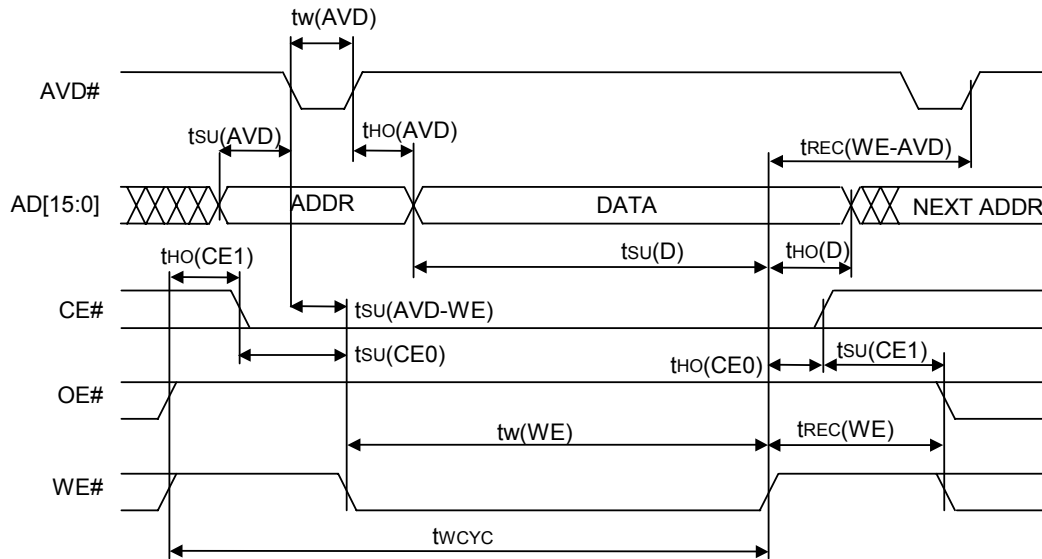 tw(AVD)
AVD#
tSU(AVD)
tHO(AVD)
tREC(WE-AVD)
AD[15:0]
ADDR
DATA
NEXT ADDR
tSU(D)
tHO(D)
tHO(CE1)
CE#
tSU(AVD-WE)
tSU(CE0)
tHO(CE0)
tSU(CE1)
OE#
tw(WE)
tREC(WE)
WE#
tWCYC